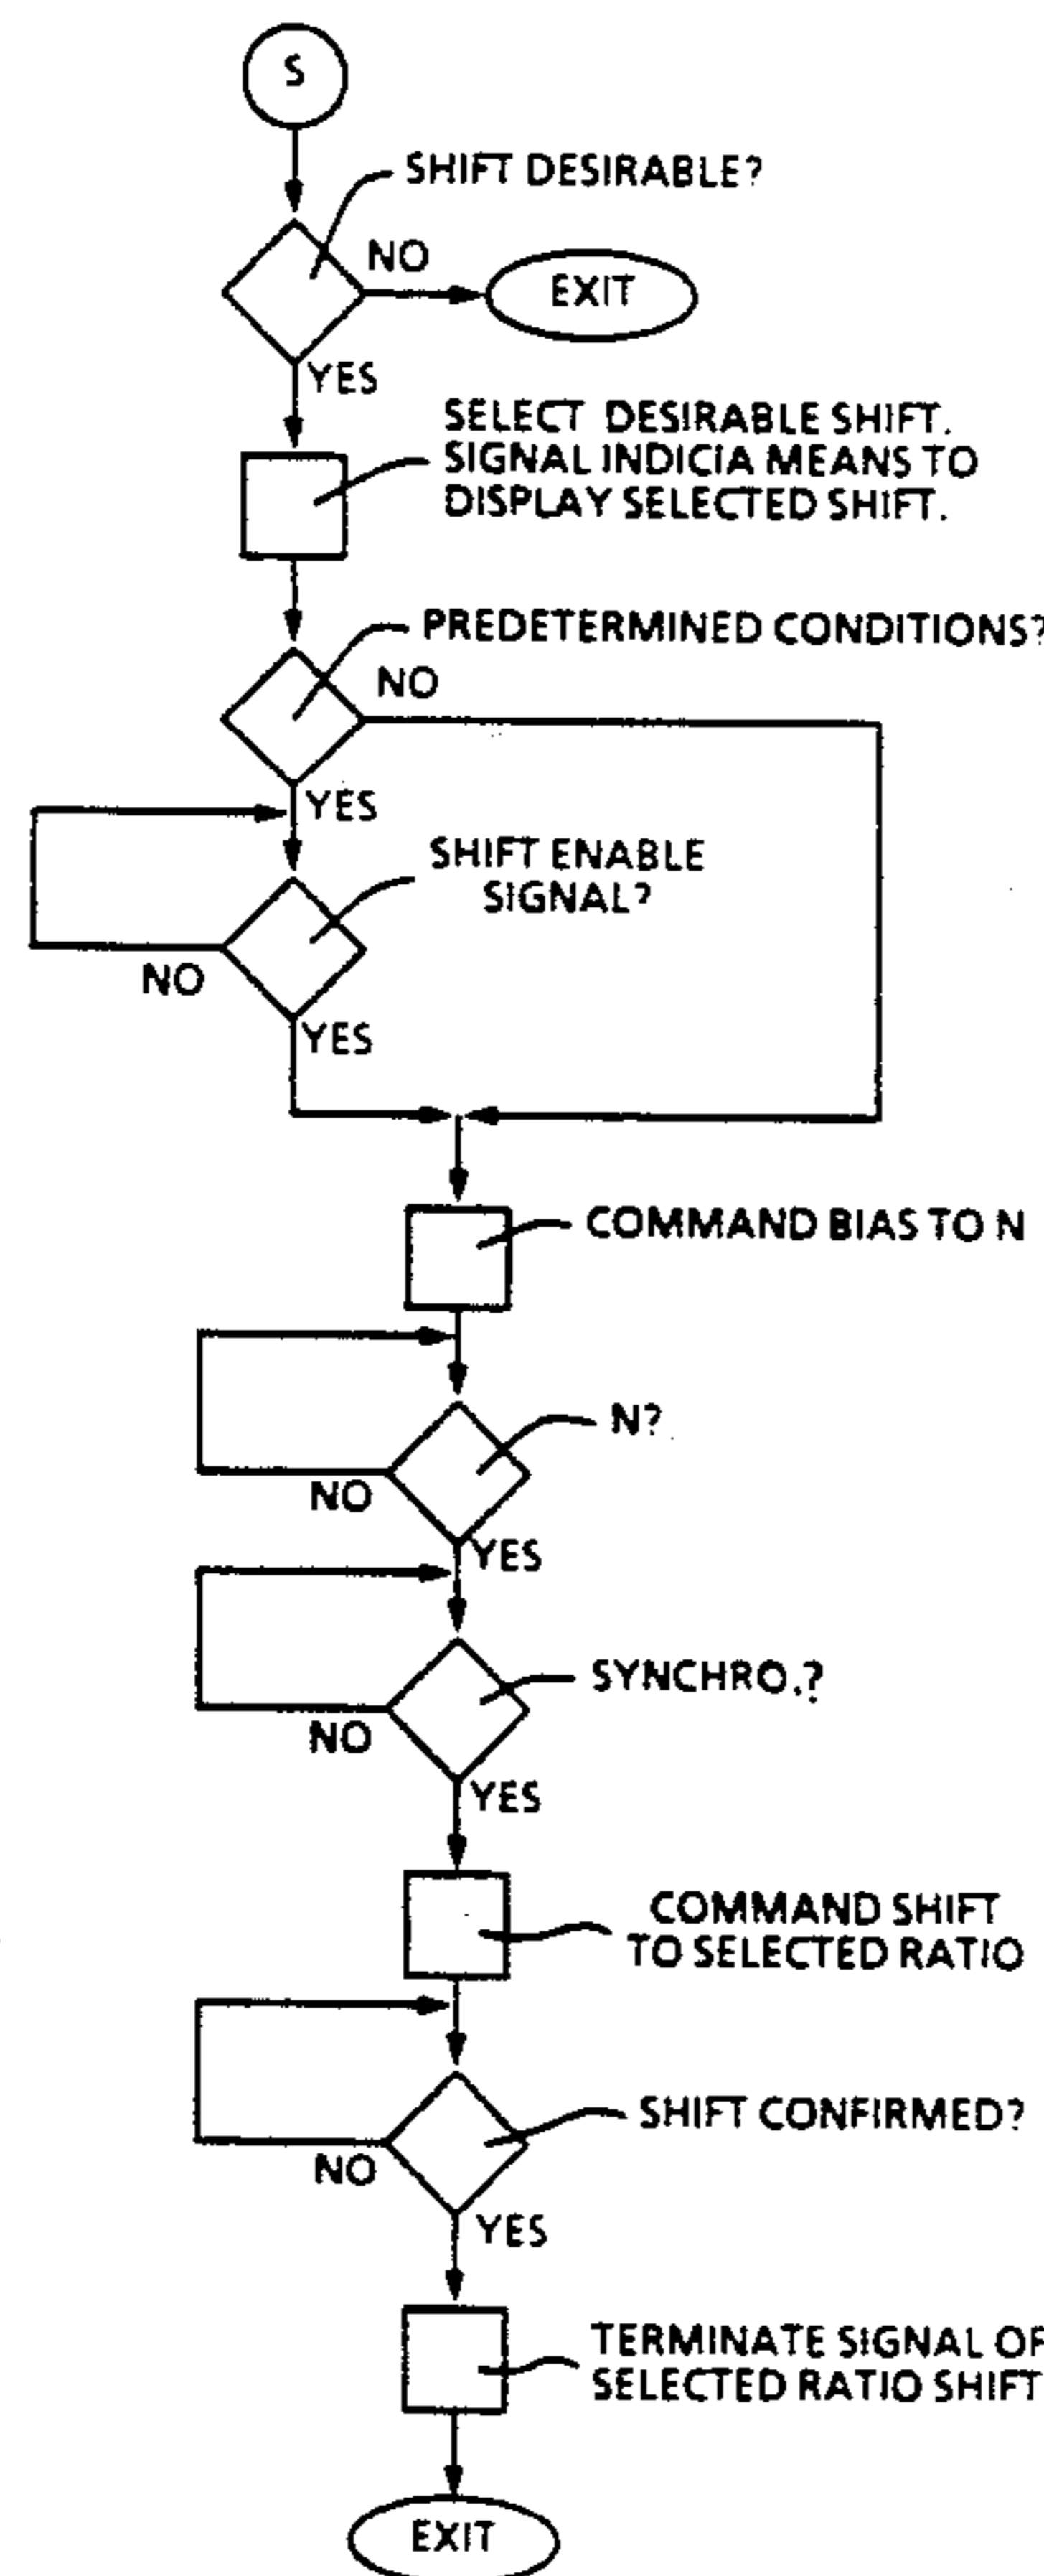 S
SHIFT DESIRABLE?
NO
EXIT
YES
SELECT DESIRABLE SHIFT.
SIGNAL INDICIA MEANS TO
DISPLAY SELECTED SHIFT.
PREDETERMINED CONDITIONS?
NO
YES
SHIFT ENABLE
SIGNAL?
NO
YES
COMMAND BIAS TO N
N?
NO
YES
SYNCHRO.?
NO
YES
COMMAND SHIFT
TO SELECTED RATIO
SHIFT CONFIRMED?
NO
YES
TERMINATE SIGNAL OF
SELECTED RATIO SHIFT
EXIT